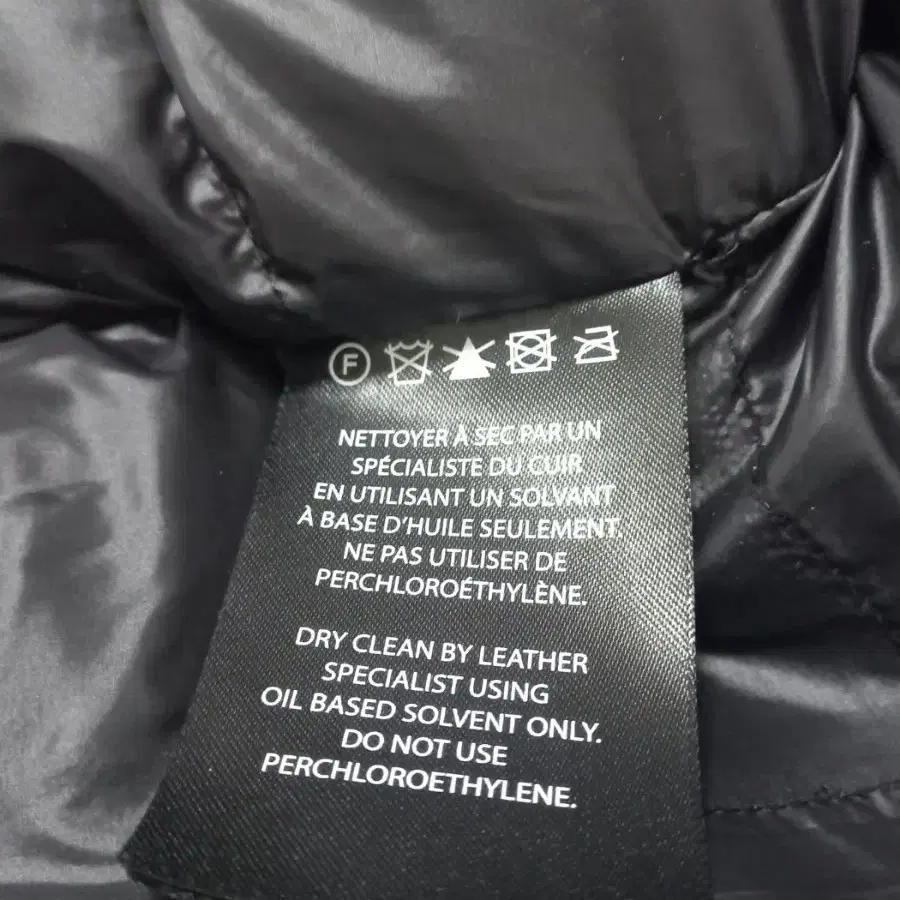 F
NETTOYER À SEC PAR UN
SPÉCIALISTE DU CUIR
EN UTILISANT UN SOLVANT
À BASE D'HUILE SEULEMENT.
NE PAS UTILISER DE
PERCHLOROÉTHYLÈNE.
DRY CLEAN BY LEATHER
SPECIALIST USING
OIL BASED SOLVENT ONLY.
DO NOT USE
PERCHLOROETHYLENE.